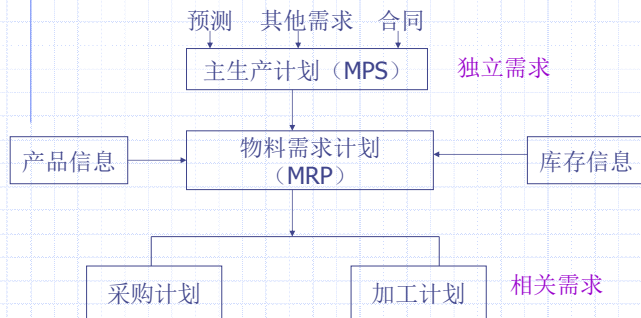 预测 其他需求 合同
主生产计划（MPS）
独立需求
产品信息
物料需求计划
（MRP）
库存信息
采购计划
加工计划
相关需求